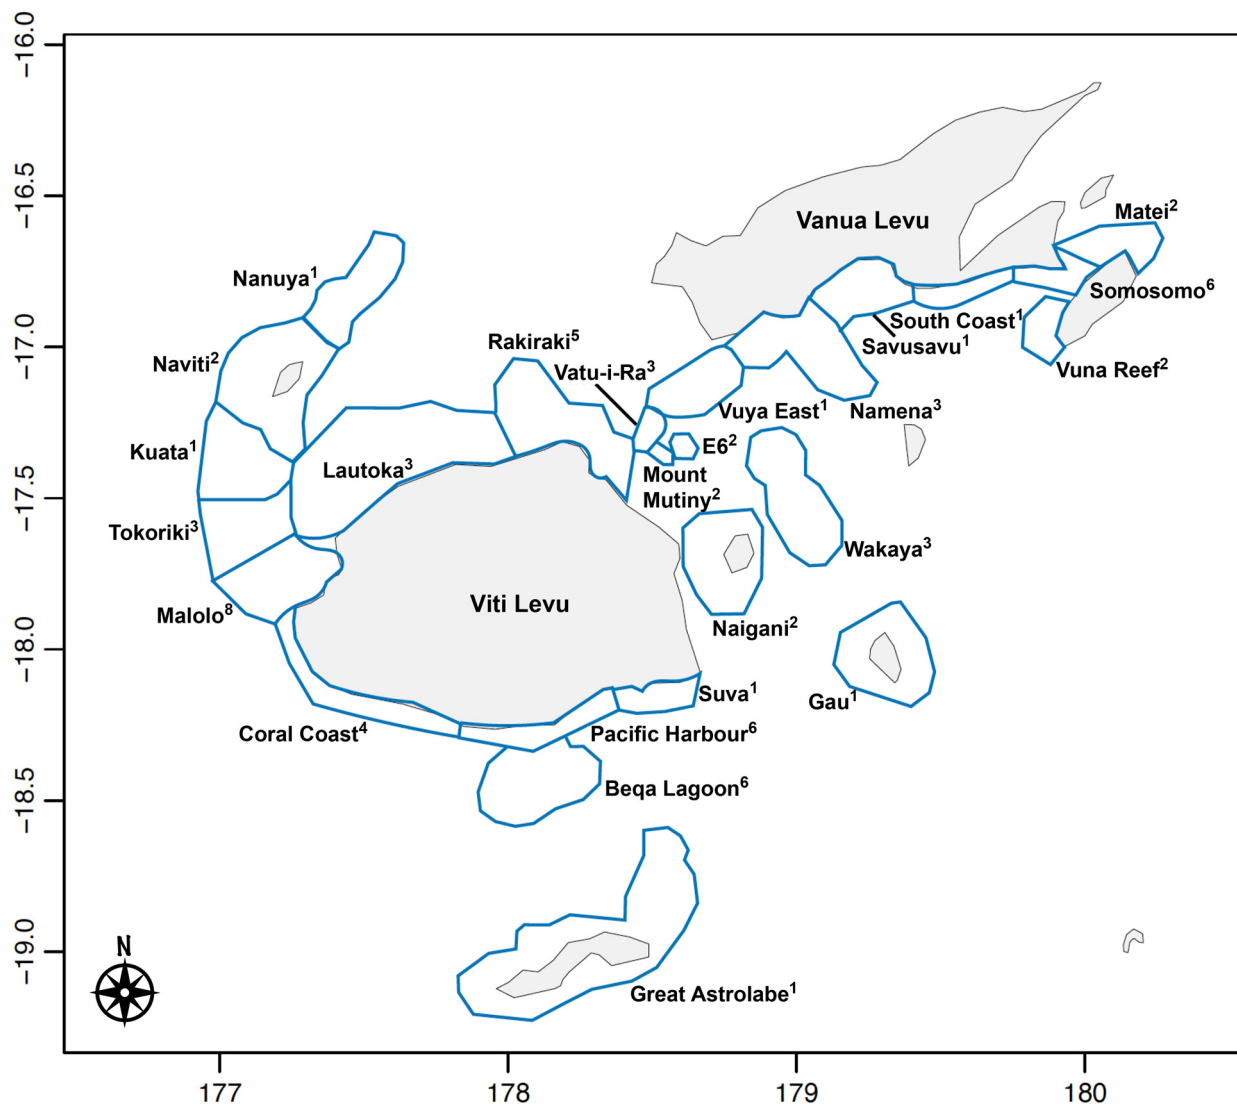 -16.0
-16.5
-17.0
-17.5
-18.0
-18.5
-19.0
Vanua Levu
Matei²
Nanuya¹
Somosomo⁶
South Coast¹
Rakiraki⁵
Savusavu¹
Naviti²
Vatu-i-Ra³
Vuna Reef²
Vuya East¹
Namena³
Kuata¹
E6²
Lautoka³
Mount
Mutiny²
Tokoriki³
Wakaya³
Viti Levu
Malolo⁸
Naigani²
Suva¹
Gau¹
Coral Coast⁴
Pacific Harbour⁶
Beqa Lagoon⁶
N
Great Astrolabe¹
177
178
179
180